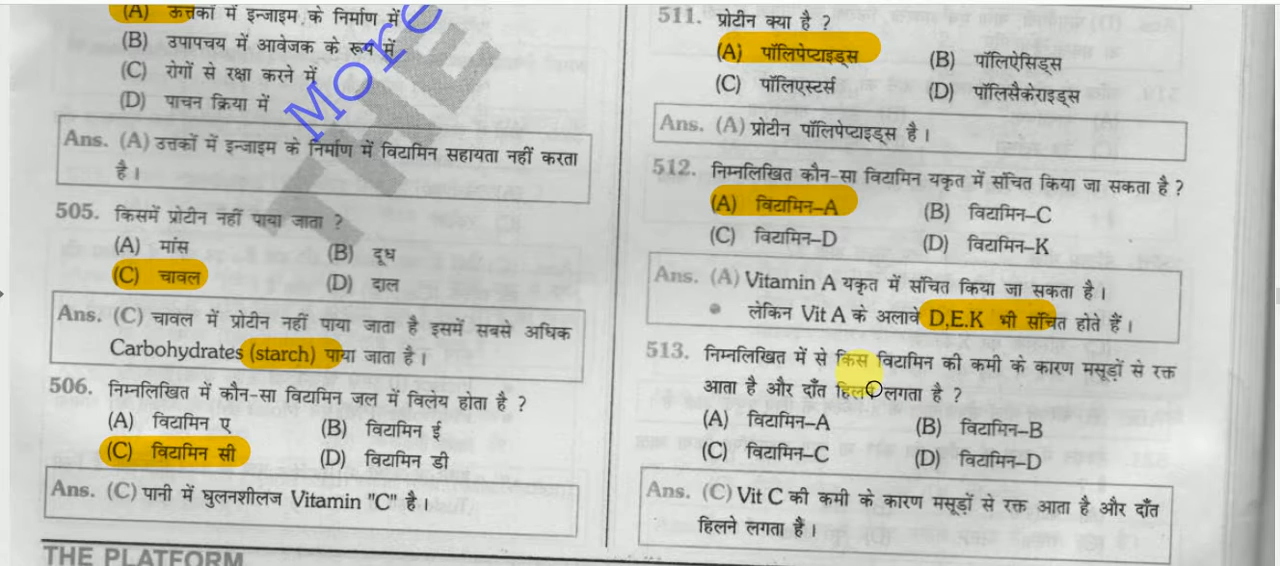 (A) ऊत्तकों में इन्जाइम के निर्माण में
(B) उपापचय में आवेजक के रूप में
(C) रोगों से रक्षा करने में
(D) पाचन क्रिया में
More
Ans. (A) उत्तकों में इन्जाइम के निर्माण में विटामिन सहायता नहीं करता
है।
505. किसमें प्रोटीन नहीं पाया जाता ?
(A) मांस (B) दूध
(C) चावल (D) दाल
Ans. (C) चावल में प्रोटीन नहीं पाया जाता है इसमें सबसे अधिक
Carbohydrates (starch) पाया जाता है।
506. निम्नलिखित में कौन-सा विटामिन जल में विलेय होता है ?
(A) विटामिन ए (B) विटामिन ई
(C) विटामिन सी (D) विटामिन डी
Ans. (C) पानी में घुलनशीलज Vitamin "C" है।
THE PLATFORM
511. प्रोटीन क्या है ?
(A) पॉलिपेप्टाइड्स (B) पॉलिऐसिड्स
(C) पॉलिएस्टर्स (D) पॉलिसैकेराइड्स
Ans. (A) प्रोटीन पॉलिपेप्टाइड्स है।
512. निम्नलिखित कौन-सा विटामिन यकृत में संचित किया जा सकता है ?
(A) विटामिन-A (B) विटामिन-C
(C) विटामिन-D (D) विटामिन-K
Ans. (A) Vitamin A यकृत में संचित किया जा सकता है।
• लेकिन Vit A के अलावे D,E,K भी संचित होते हैं।
513. निम्नलिखित में से किस विटामिन की कमी के कारण मसूड़ों से रक्त
आता है और दाँत हिलने लगता है ?
(A) विटामिन-A (B) विटामिन-B
(C) विटामिन-C (D) विटामिन-D
Ans. (C) Vit C की कमी के कारण मसूड़ों से रक्त आता है और दाँत
हिलने लगता है।